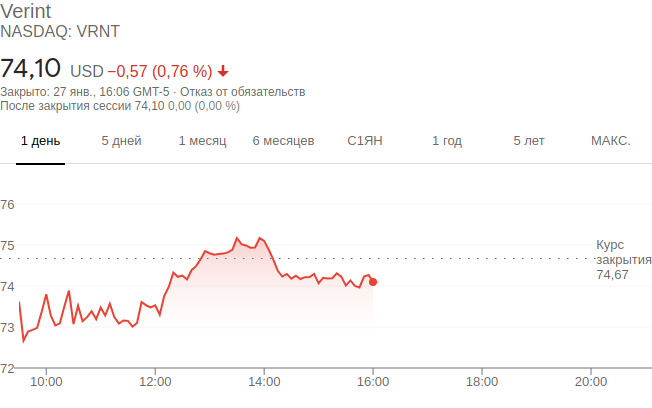 Verint
NASDAQ: VRNT
74,10 USD −0,57 (0,76 %)
Закрыто: 27 янв., 16:06 GMT-5 · Отказ от обязательств
После закрытия сессии 74,10 0,00 (0,00 %)
1 день 5 дней 1 месяц 6 месяцев С1ЯН 1 год 5 лет МАКС.
76
75
Курс
закрытия
74,67
74
73
72
10:00 12:00 14:00 16:00 18:00 20:00